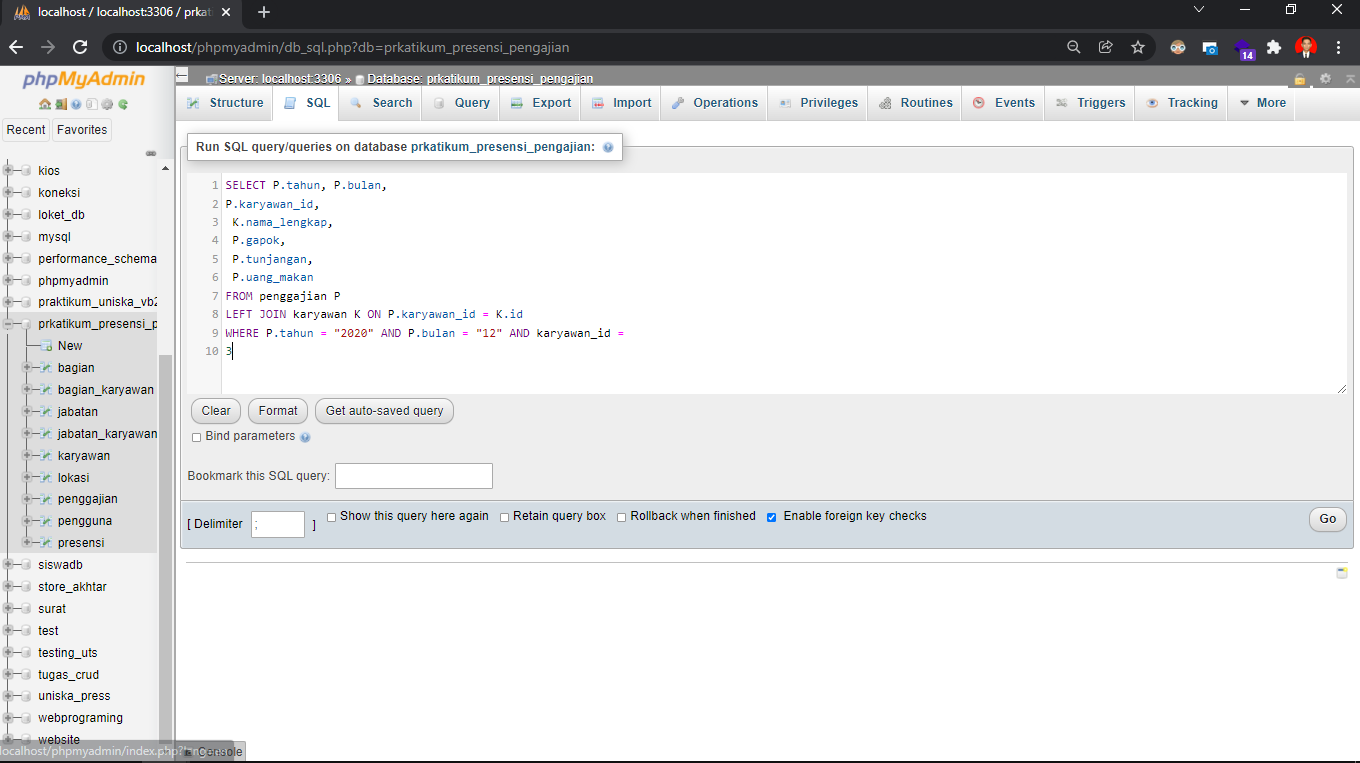 localhost / localhost:3306 / prkat
localhost/phpmyadmin/db_sql.php?db=prkatikum_presensi_pengajian
14
phpMyAdmin
Recent Favorites
kios
koneksi
loket_db
mysql
performance_schema
phpmyadmin
praktikum_uniska_vb2
prkatikum_presensi_p
New
bagian
bagian_karyawan
jabatan
jabatan_karyawan
karyawan
lokasi
penggajian
pengguna
presensi
siswadb
store_akhtar
surat
test
testing_uts
tugas_crud
uniska_press
webprograming
website
localhost/phpmyadmin/index.php?
Server: localhost:3306 » Database: prkatikum_presensi_pengajian
Structure SQL Search Query Export Import Operations Privileges Routines Events Triggers Tracking More
Run SQL query/queries on database prkatikum_presensi_pengajian:
1 SELECT P.tahun, P.bulan,
2 P.karyawan_id,
3 K.nama_lengkap,
4 P.gapok,
5 P.tunjangan,
6 P.uang_makan
7 FROM penggajian P
8 LEFT JOIN karyawan K ON P.karyawan_id = K.id
9 WHERE P.tahun = "2020" AND P.bulan = "12" AND karyawan_id =
10 3
Clear Format Get auto-saved query
Bind parameters
Bookmark this SQL query:
[ Delimiter ; ] Show this query here again Retain query box Rollback when finished Enable foreign key checks Go
Console